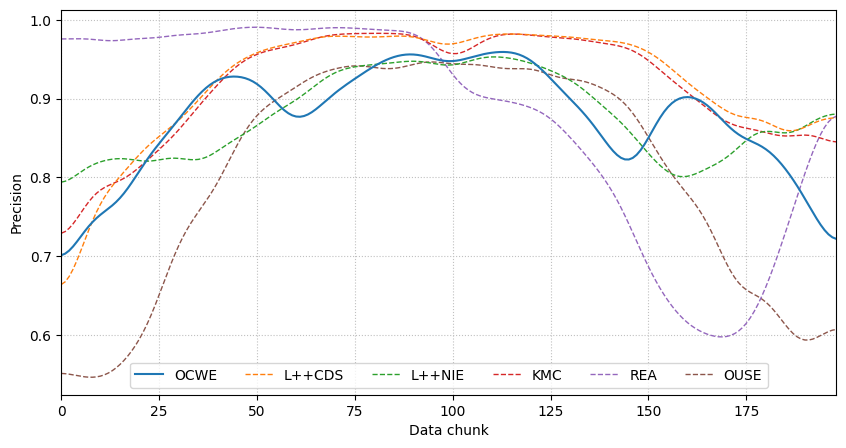 1.0
0.9
0.8
0.7
0.6
Precision
OCWE L++CDS L++NIE KMC REA OUSE
0 25 50 75 100 125 150 175
Data chunk